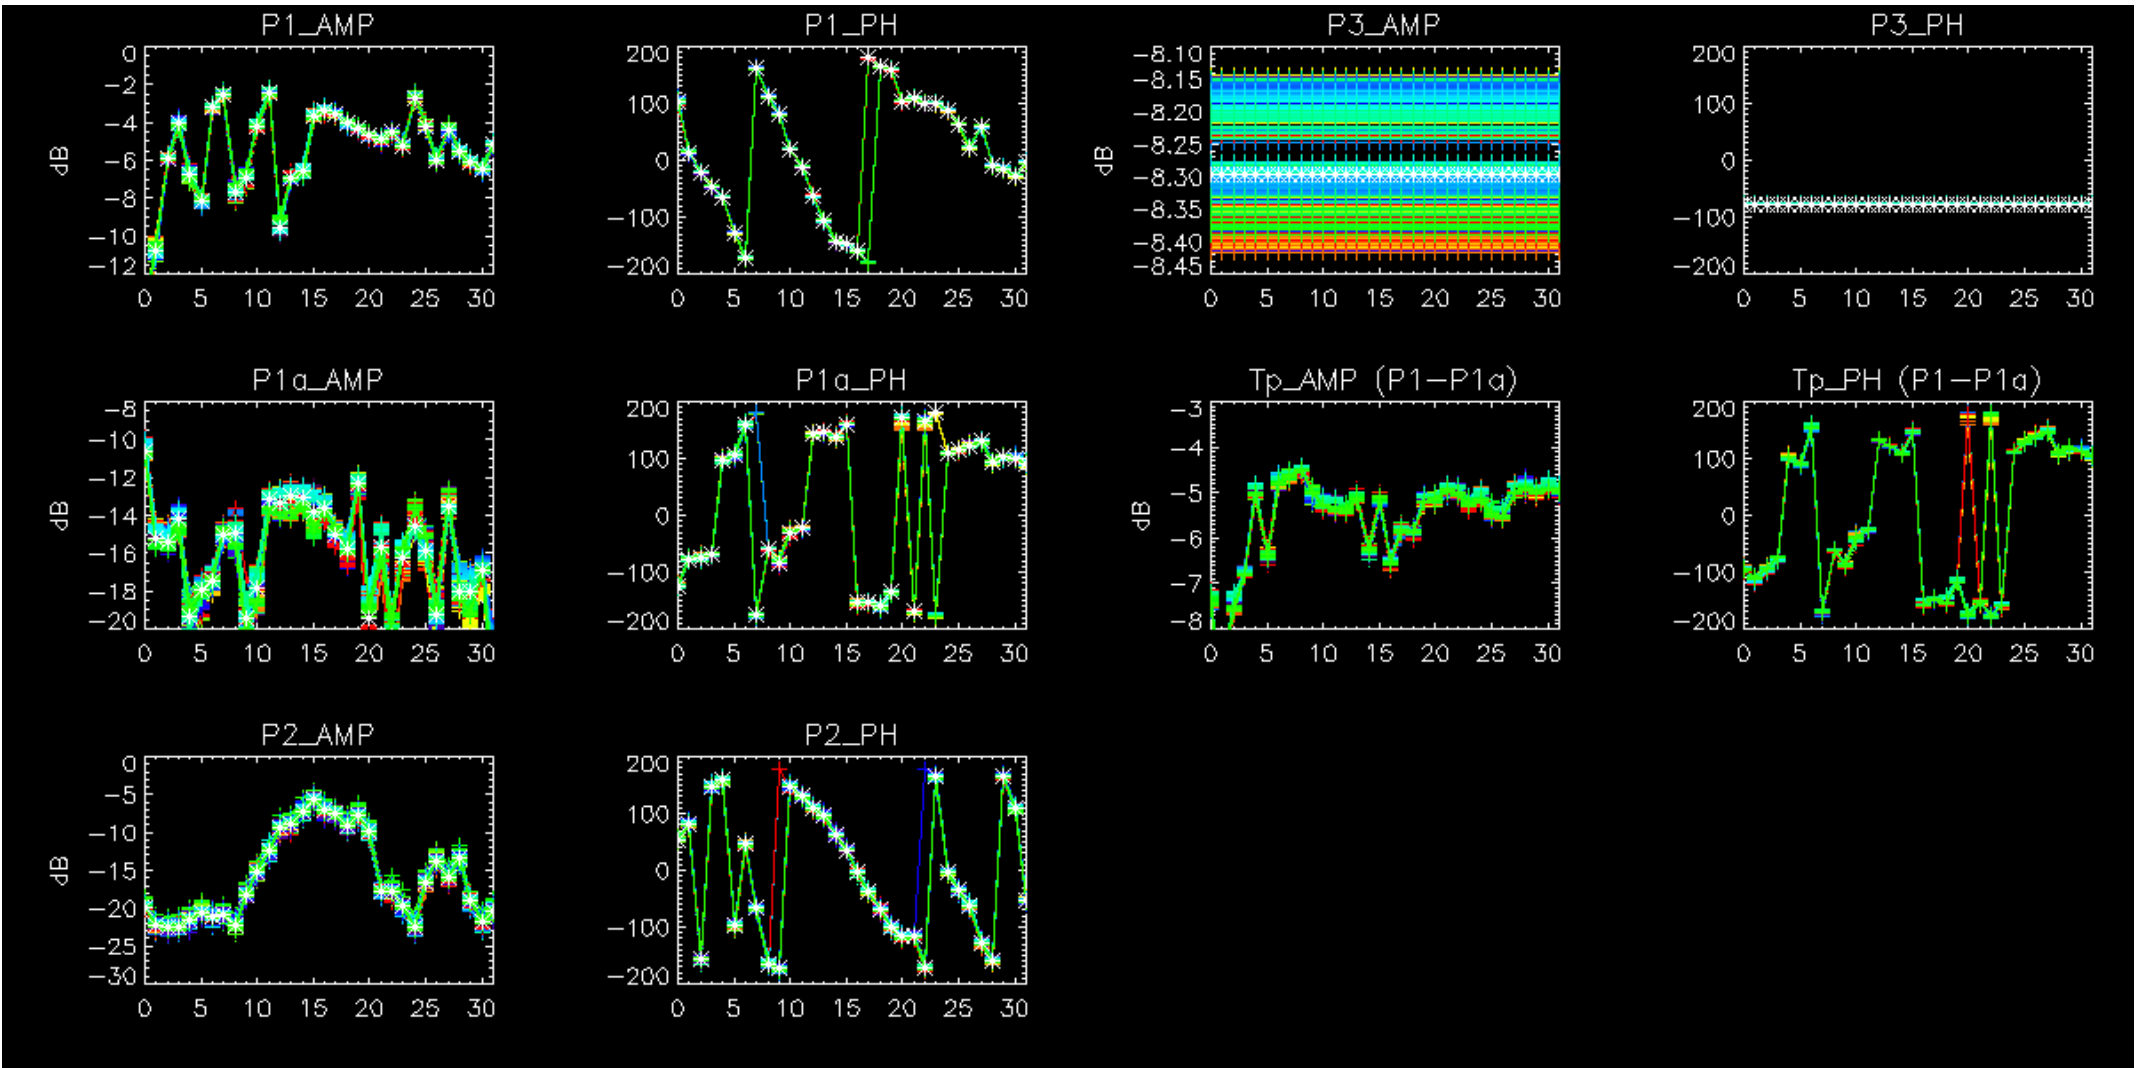 P1_AMP
P1_PH
P3_AMP
P3_PH
0
−2
−4
−6
−8
−10
−12
dB
0 5 10 15 20 25 30
200
100
0
−100
−200
0 5 10 15 20 25 30
−8.10
−8.15
−8.20
−8.25
−8.30
−8.35
−8.40
−8.45
dB
0 5 10 15 20 25 30
200
100
0
−100
−200
0 5 10 15 20 25 30
P1a_AMP
P1a_PH
Tp_AMP (P1−P1a)
Tp_PH (P1−P1a)
−8
−10
−12
−14
−16
−18
−20
dB
0 5 10 15 20 25 30
200
100
0
−100
−200
0 5 10 15 20 25 30
−3
−4
−5
−6
−7
−8
dB
0 5 10 15 20 25 30
200
100
0
−100
−200
0 5 10 15 20 25 30
P2_AMP
P2_PH
0
−5
−10
−15
−20
−25
−30
dB
0 5 10 15 20 25 30
200
100
0
−100
−200
0 5 10 15 20 25 30